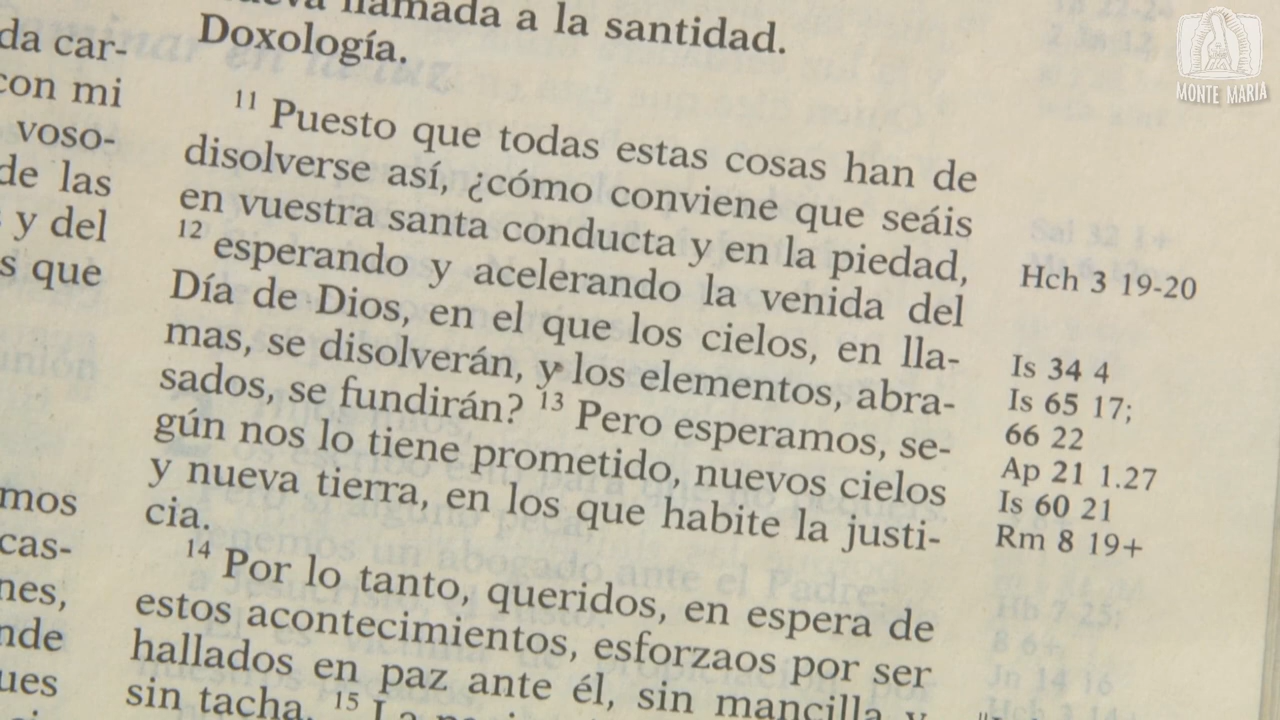 MONTE MARIA
da car-
con mi
voso-
de las
y del
s que
mos
cas-
nes,
nde
ues
llamada a la santidad.
Doxología.
11 Puesto que todas estas cosas han de
disolverse así, ¿cómo conviene que seáis
en vuestra santa conducta y en la piedad,
12 esperando y acelerando la venida del
Día de Dios, en el que los cielos, en lla-
mas, se disolverán, y los elementos, abra-
sados, se fundirán? 13 Pero esperamos, se-
gún nos lo tiene prometido, nuevos cielos
y nueva tierra, en los que habite la justi-
cia.
14 Por lo tanto, queridos, en espera de
estos acontecimientos, esforzaos por ser
hallados en paz ante él, sin mancilla y
sin tacha. 15 La
Hch 3 19-20
Is 34 4
Is 65 17;
66 22
Ap 21 1.27
Is 60 21
Rm 8 19+